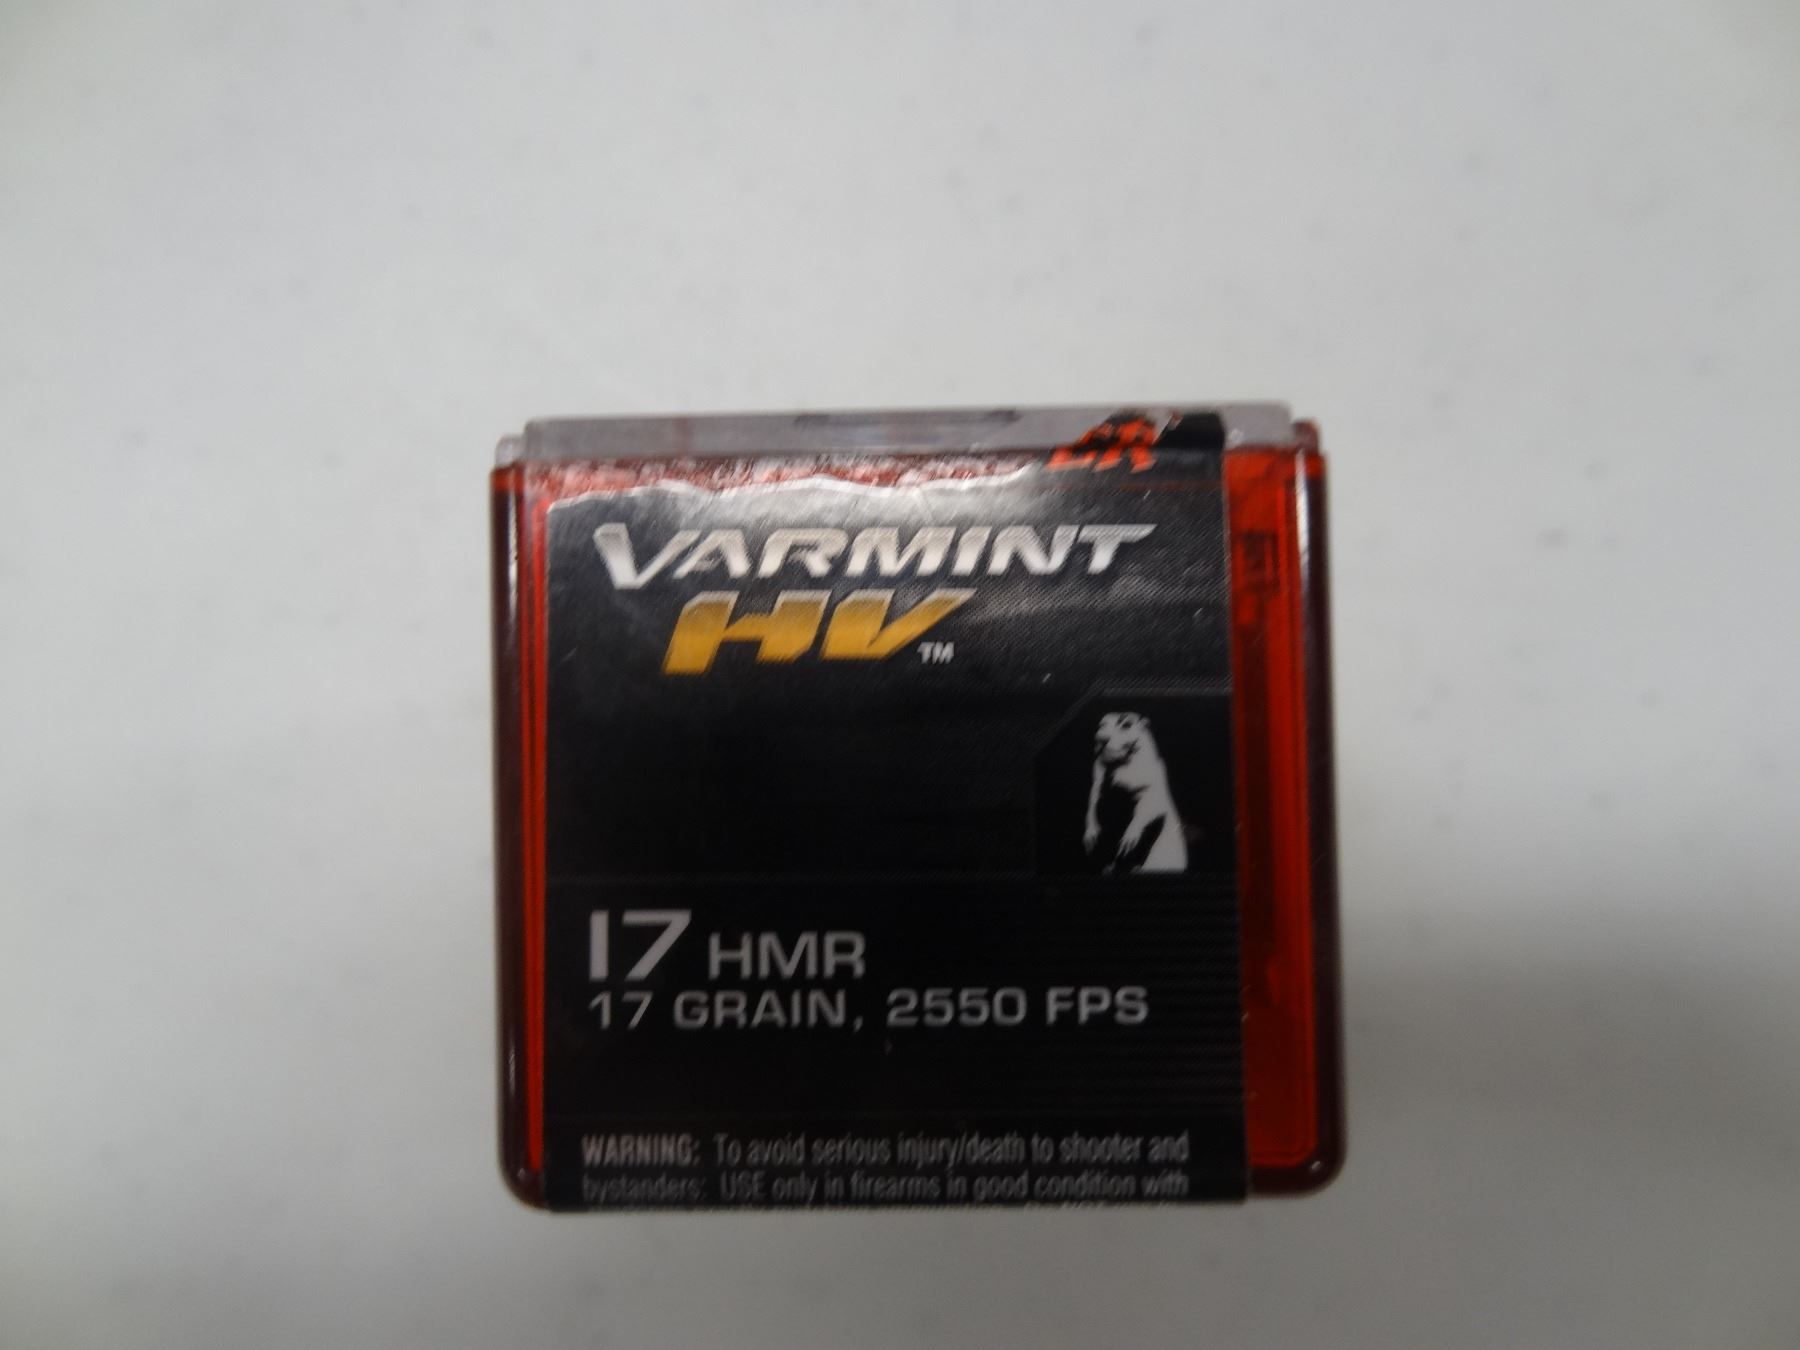 VARMINT
HV™
17 HMR
17 GRAIN, 2550 FPS
WARNING: To avoid serious injury/death to shooter and
bystanders: USE only in firearms in good condition with